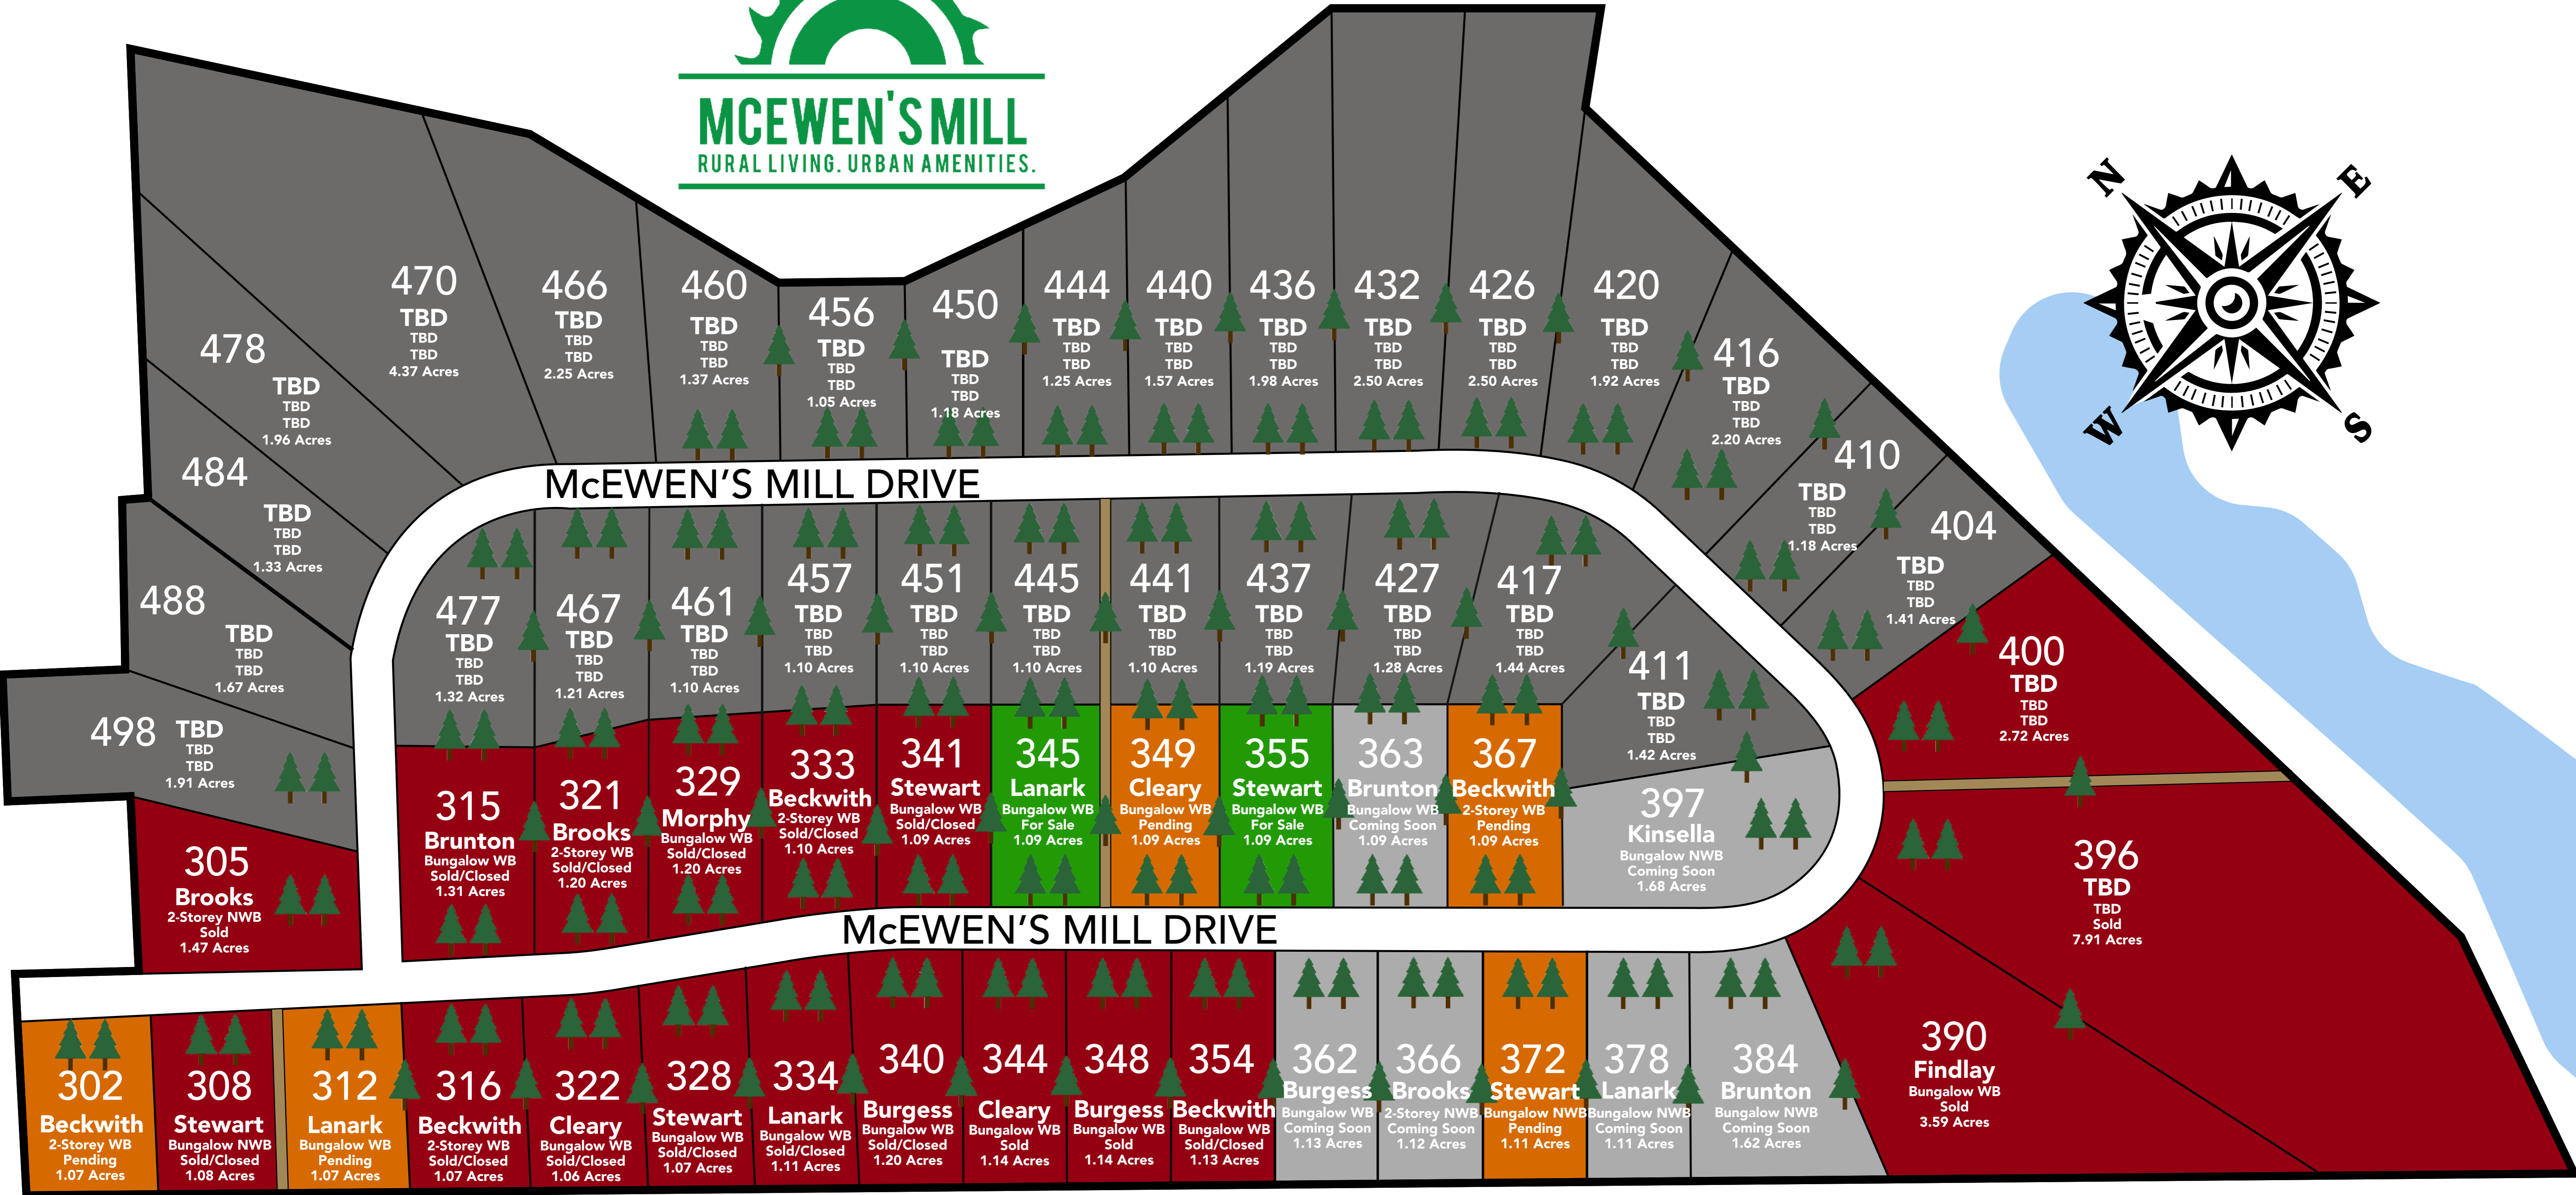 MCEWEN'S MILL
RURAL LIVING. URBAN AMENITIES.
N
E
W
S
470
TBD
TBD
TBD
4.37 Acres
466
TBD
TBD
TBD
2.25 Acres
460
TBD
TBD
TBD
1.37 Acres
456
TBD
TBD
TBD
1.05 Acres
450
TBD
TBD
TBD
1.18 Acres
444
TBD
TBD
TBD
1.25 Acres
440
TBD
TBD
TBD
1.57 Acres
436
TBD
TBD
TBD
1.98 Acres
432
TBD
TBD
TBD
2.50 Acres
426
TBD
TBD
TBD
2.50 Acres
420
TBD
TBD
TBD
1.92 Acres
416
TBD
TBD
TBD
2.20 Acres
410
TBD
TBD
TBD
1.18 Acres
404
TBD
TBD
TBD
1.41 Acres
478
TBD
TBD
TBD
1.96 Acres
484
TBD
TBD
TBD
1.33 Acres
488
TBD
TBD
TBD
1.67 Acres
498
TBD
TBD
TBD
1.91 Acres
McEWEN'S MILL DRIVE
477
TBD
TBD
TBD
1.32 Acres
467
TBD
TBD
TBD
1.21 Acres
461
TBD
TBD
TBD
1.10 Acres
457
TBD
TBD
TBD
1.10 Acres
451
TBD
TBD
TBD
1.10 Acres
445
TBD
TBD
TBD
1.10 Acres
441
TBD
TBD
TBD
1.10 Acres
437
TBD
TBD
TBD
1.19 Acres
427
TBD
TBD
TBD
1.28 Acres
417
TBD
TBD
TBD
1.44 Acres
411
TBD
TBD
TBD
1.42 Acres
400
TBD
TBD
TBD
2.72 Acres
305
Brooks
2-Storey NWB
Sold
1.47 Acres
315
Brunton
Bungalow WB
Sold/Closed
1.31 Acres
321
Brooks
2-Storey WB
Sold/Closed
1.20 Acres
329
Morphy
Bungalow WB
Sold/Closed
1.20 Acres
333
Beckwith
2-Storey WB
Sold/Closed
1.10 Acres
341
Stewart
Bungalow WB
Sold/Closed
1.09 Acres
345
Lanark
Bungalow WB
For Sale
1.09 Acres
349
Cleary
Bungalow WB
Pending
1.09 Acres
355
Stewart
Bungalow WB
For Sale
1.09 Acres
363
Brunton
Bungalow WB
Coming Soon
1.09 Acres
367
Beckwith
2-Storey WB
Pending
1.09 Acres
397
Kinsella
Bungalow NWB
Coming Soon
1.68 Acres
396
TBD
TBD
Sold
7.91 Acres
McEWEN'S MILL DRIVE
302
Beckwith
2-Storey WB
Pending
1.07 Acres
308
Stewart
Bungalow NWB
Sold/Closed
1.08 Acres
312
Lanark
Bungalow WB
Pending
1.07 Acres
316
Beckwith
2-Storey WB
Sold/Closed
1.07 Acres
322
Cleary
Bungalow WB
Sold/Closed
1.06 Acres
328
Stewart
Bungalow WB
Sold/Closed
1.07 Acres
334
Lanark
Bungalow WB
Sold/Closed
1.11 Acres
340
Burgess
Bungalow WB
Sold/Closed
1.20 Acres
344
Cleary
Bungalow WB
Sold
1.14 Acres
348
Burgess
Bungalow WB
Sold
1.14 Acres
354
Beckwith
Bungalow WB
Sold/Closed
1.13 Acres
362
Burgess
Bungalow WB
Coming Soon
1.13 Acres
366
Brooks
2-Storey NWB
Coming Soon
1.12 Acres
372
Stewart
Bungalow NWB
Pending
1.11 Acres
378
Lanark
Bungalow NWB
Coming Soon
1.11 Acres
384
Brunton
Bungalow NWB
Coming Soon
1.62 Acres
390
Findlay
Bungalow WB
Sold
3.59 Acres